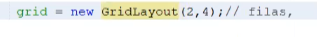 grid = new GridLayout(2,4);// filas,